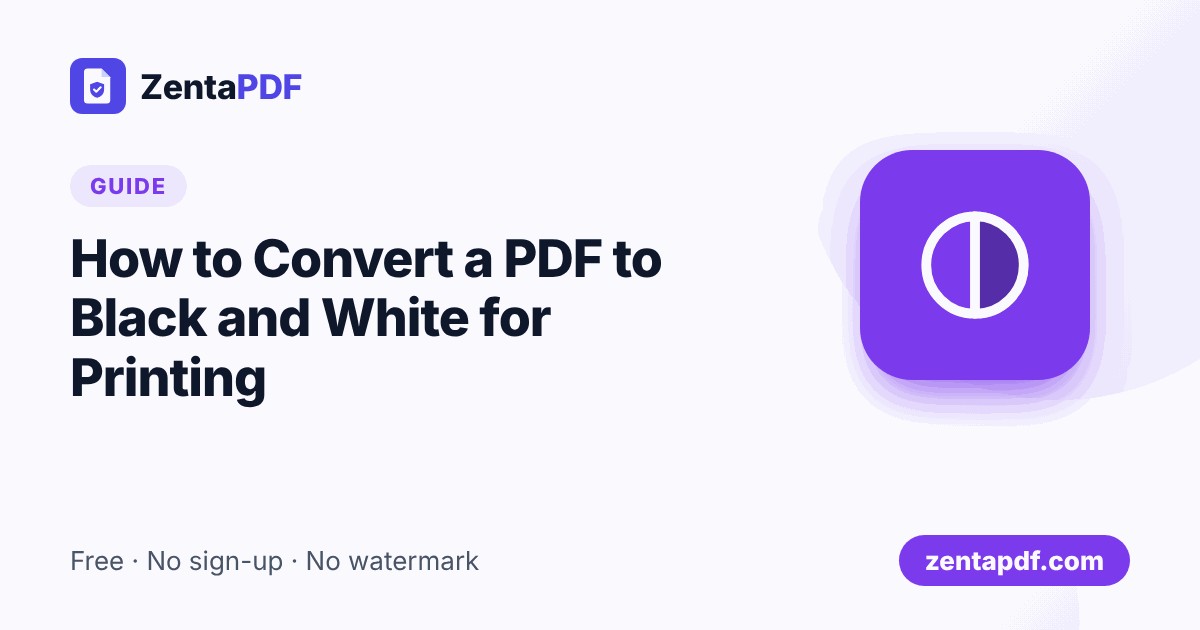 ZentaPDF
GUIDE
How to Convert a PDF to
Black and White for
Printing
Free · No sign-up · No watermark
zentapdf.com